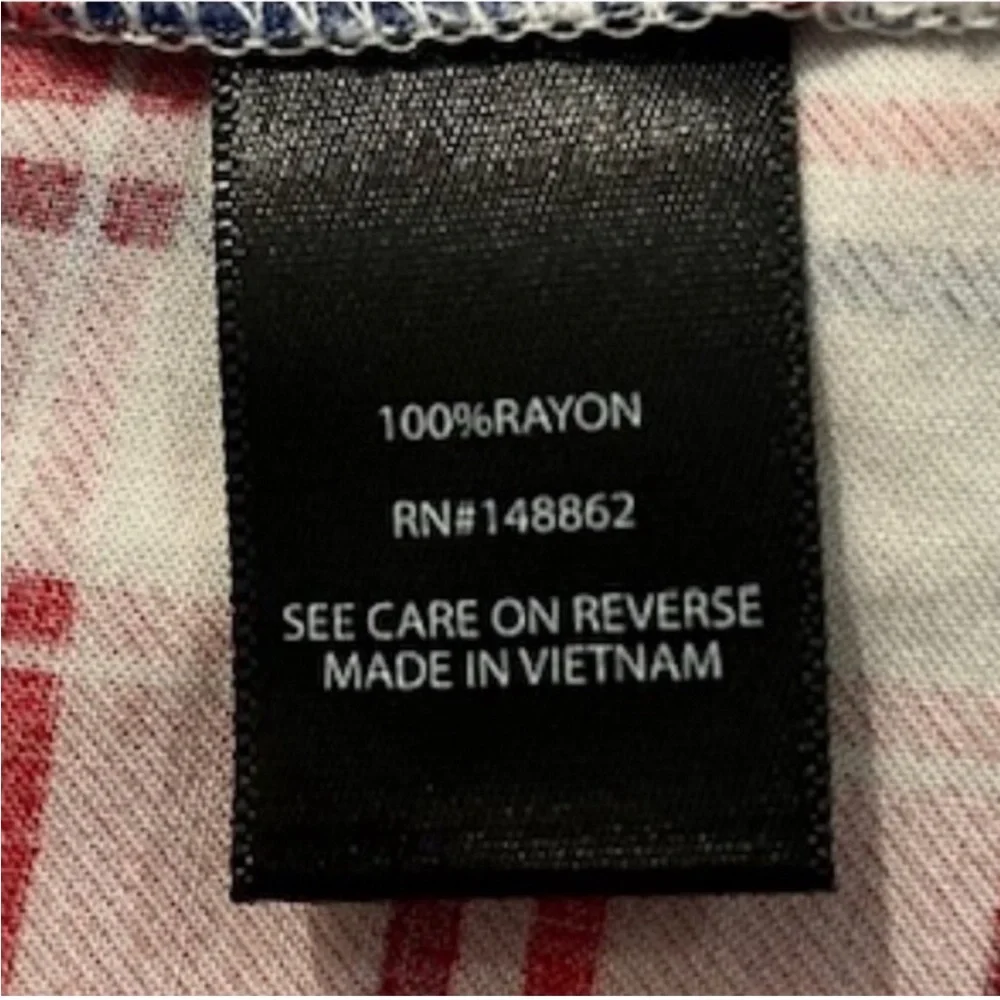 100%RAYON
RN#148862
SEE CARE ON REVERSE
MADE IN VIETNAM